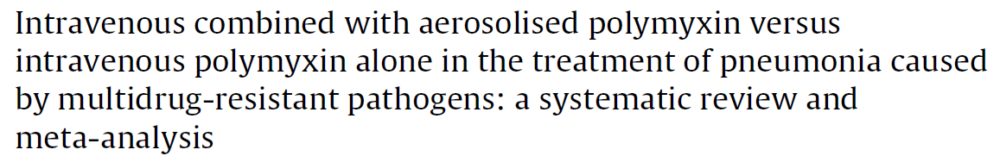 Intravenous combined with aerosolised polymyxin versus
intravenous polymyxin alone in the treatment of pneumonia caused
by multidrug-resistant pathogens: a systematic review and
meta-analysis